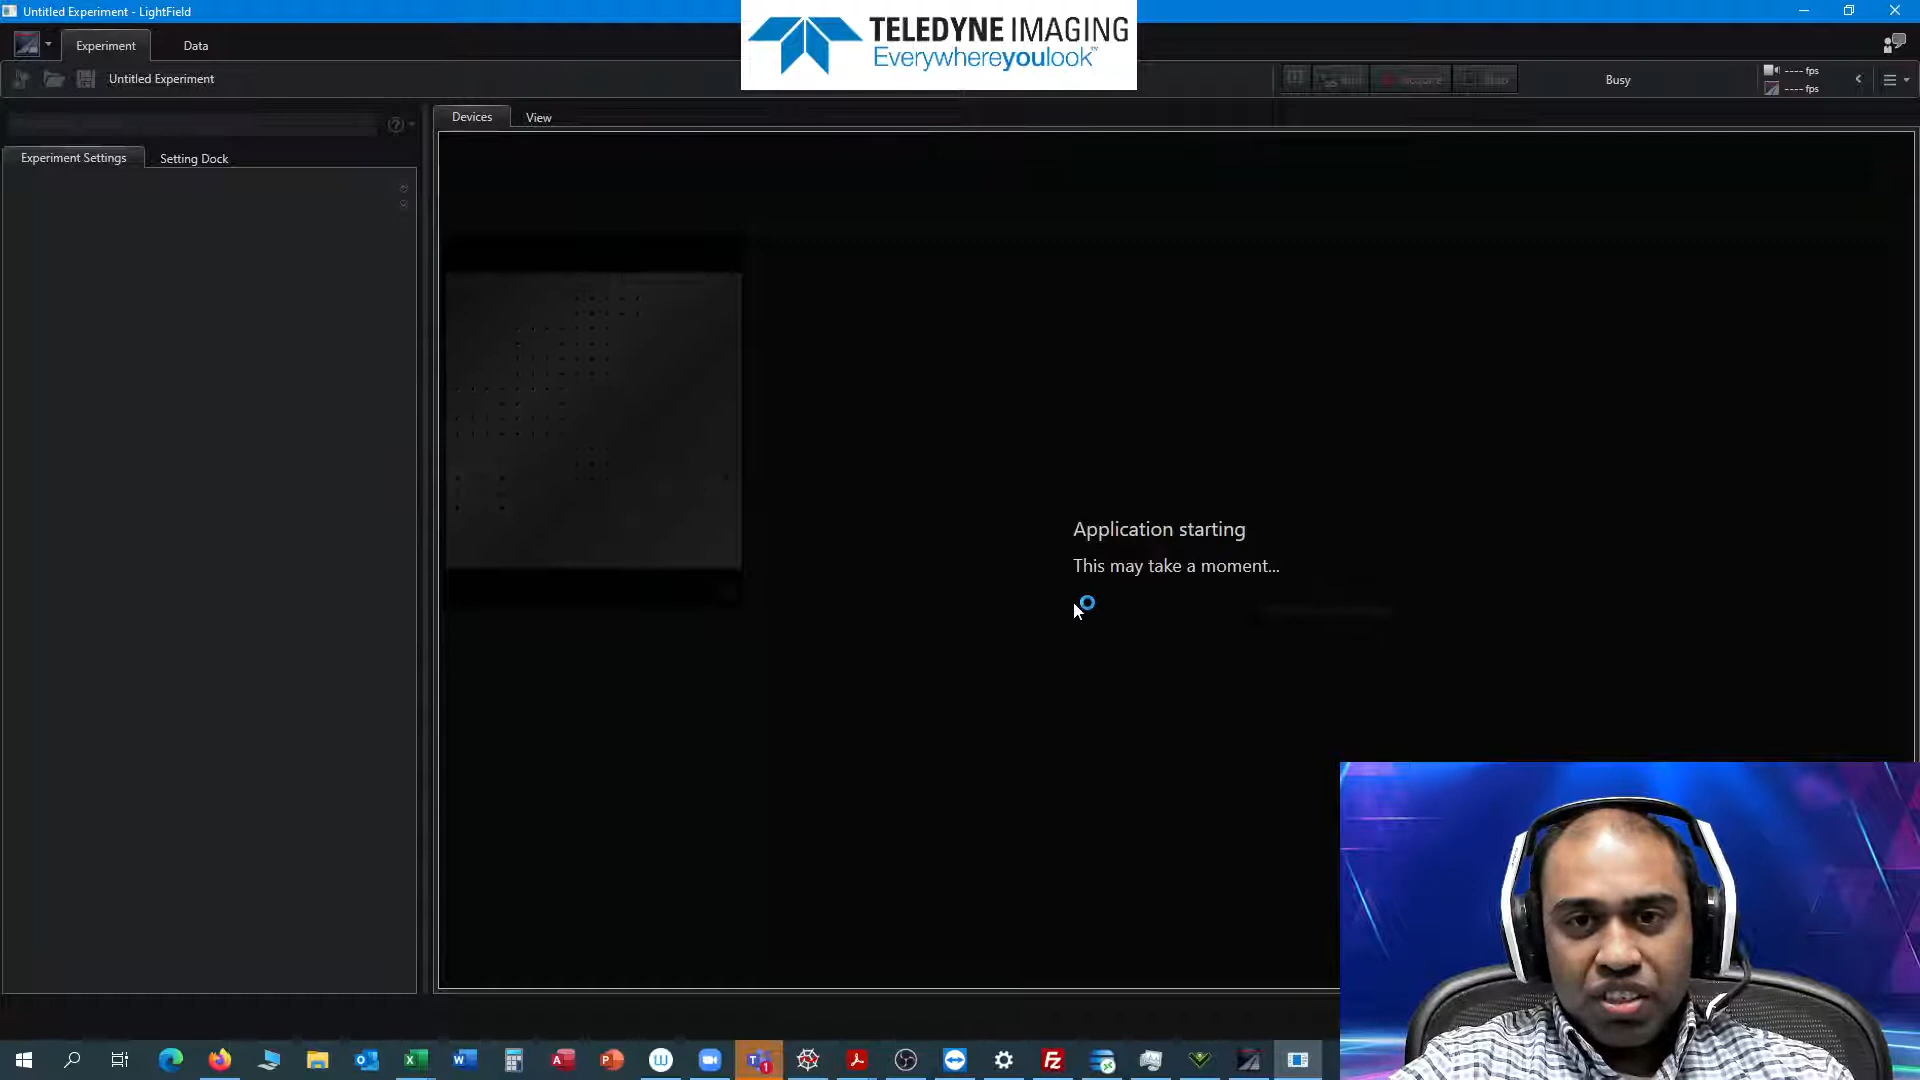 Untitled Experiment - LightField
TELEDYNE IMAGING
Everywhereyoulook™
Experiment
Data
Untitled Experiment
Busy
---- fps
---- fps
Devices
View
Experiment Settings
Setting Dock
Application starting
This may take a moment...